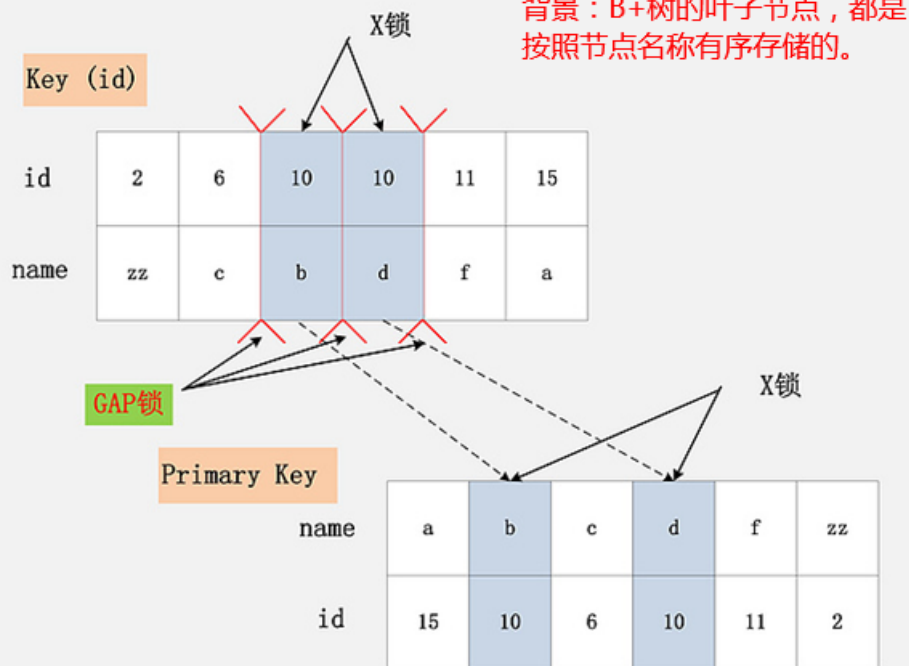 背景：B+树的叶子节点，都是
按照节点名称有序存储的。
X锁
Key (id)
id 2 6 10 10 11 15
name zz c b d f a
GAP锁
X锁
Primary Key
name a b c d f zz
id 15 10 6 10 11 2